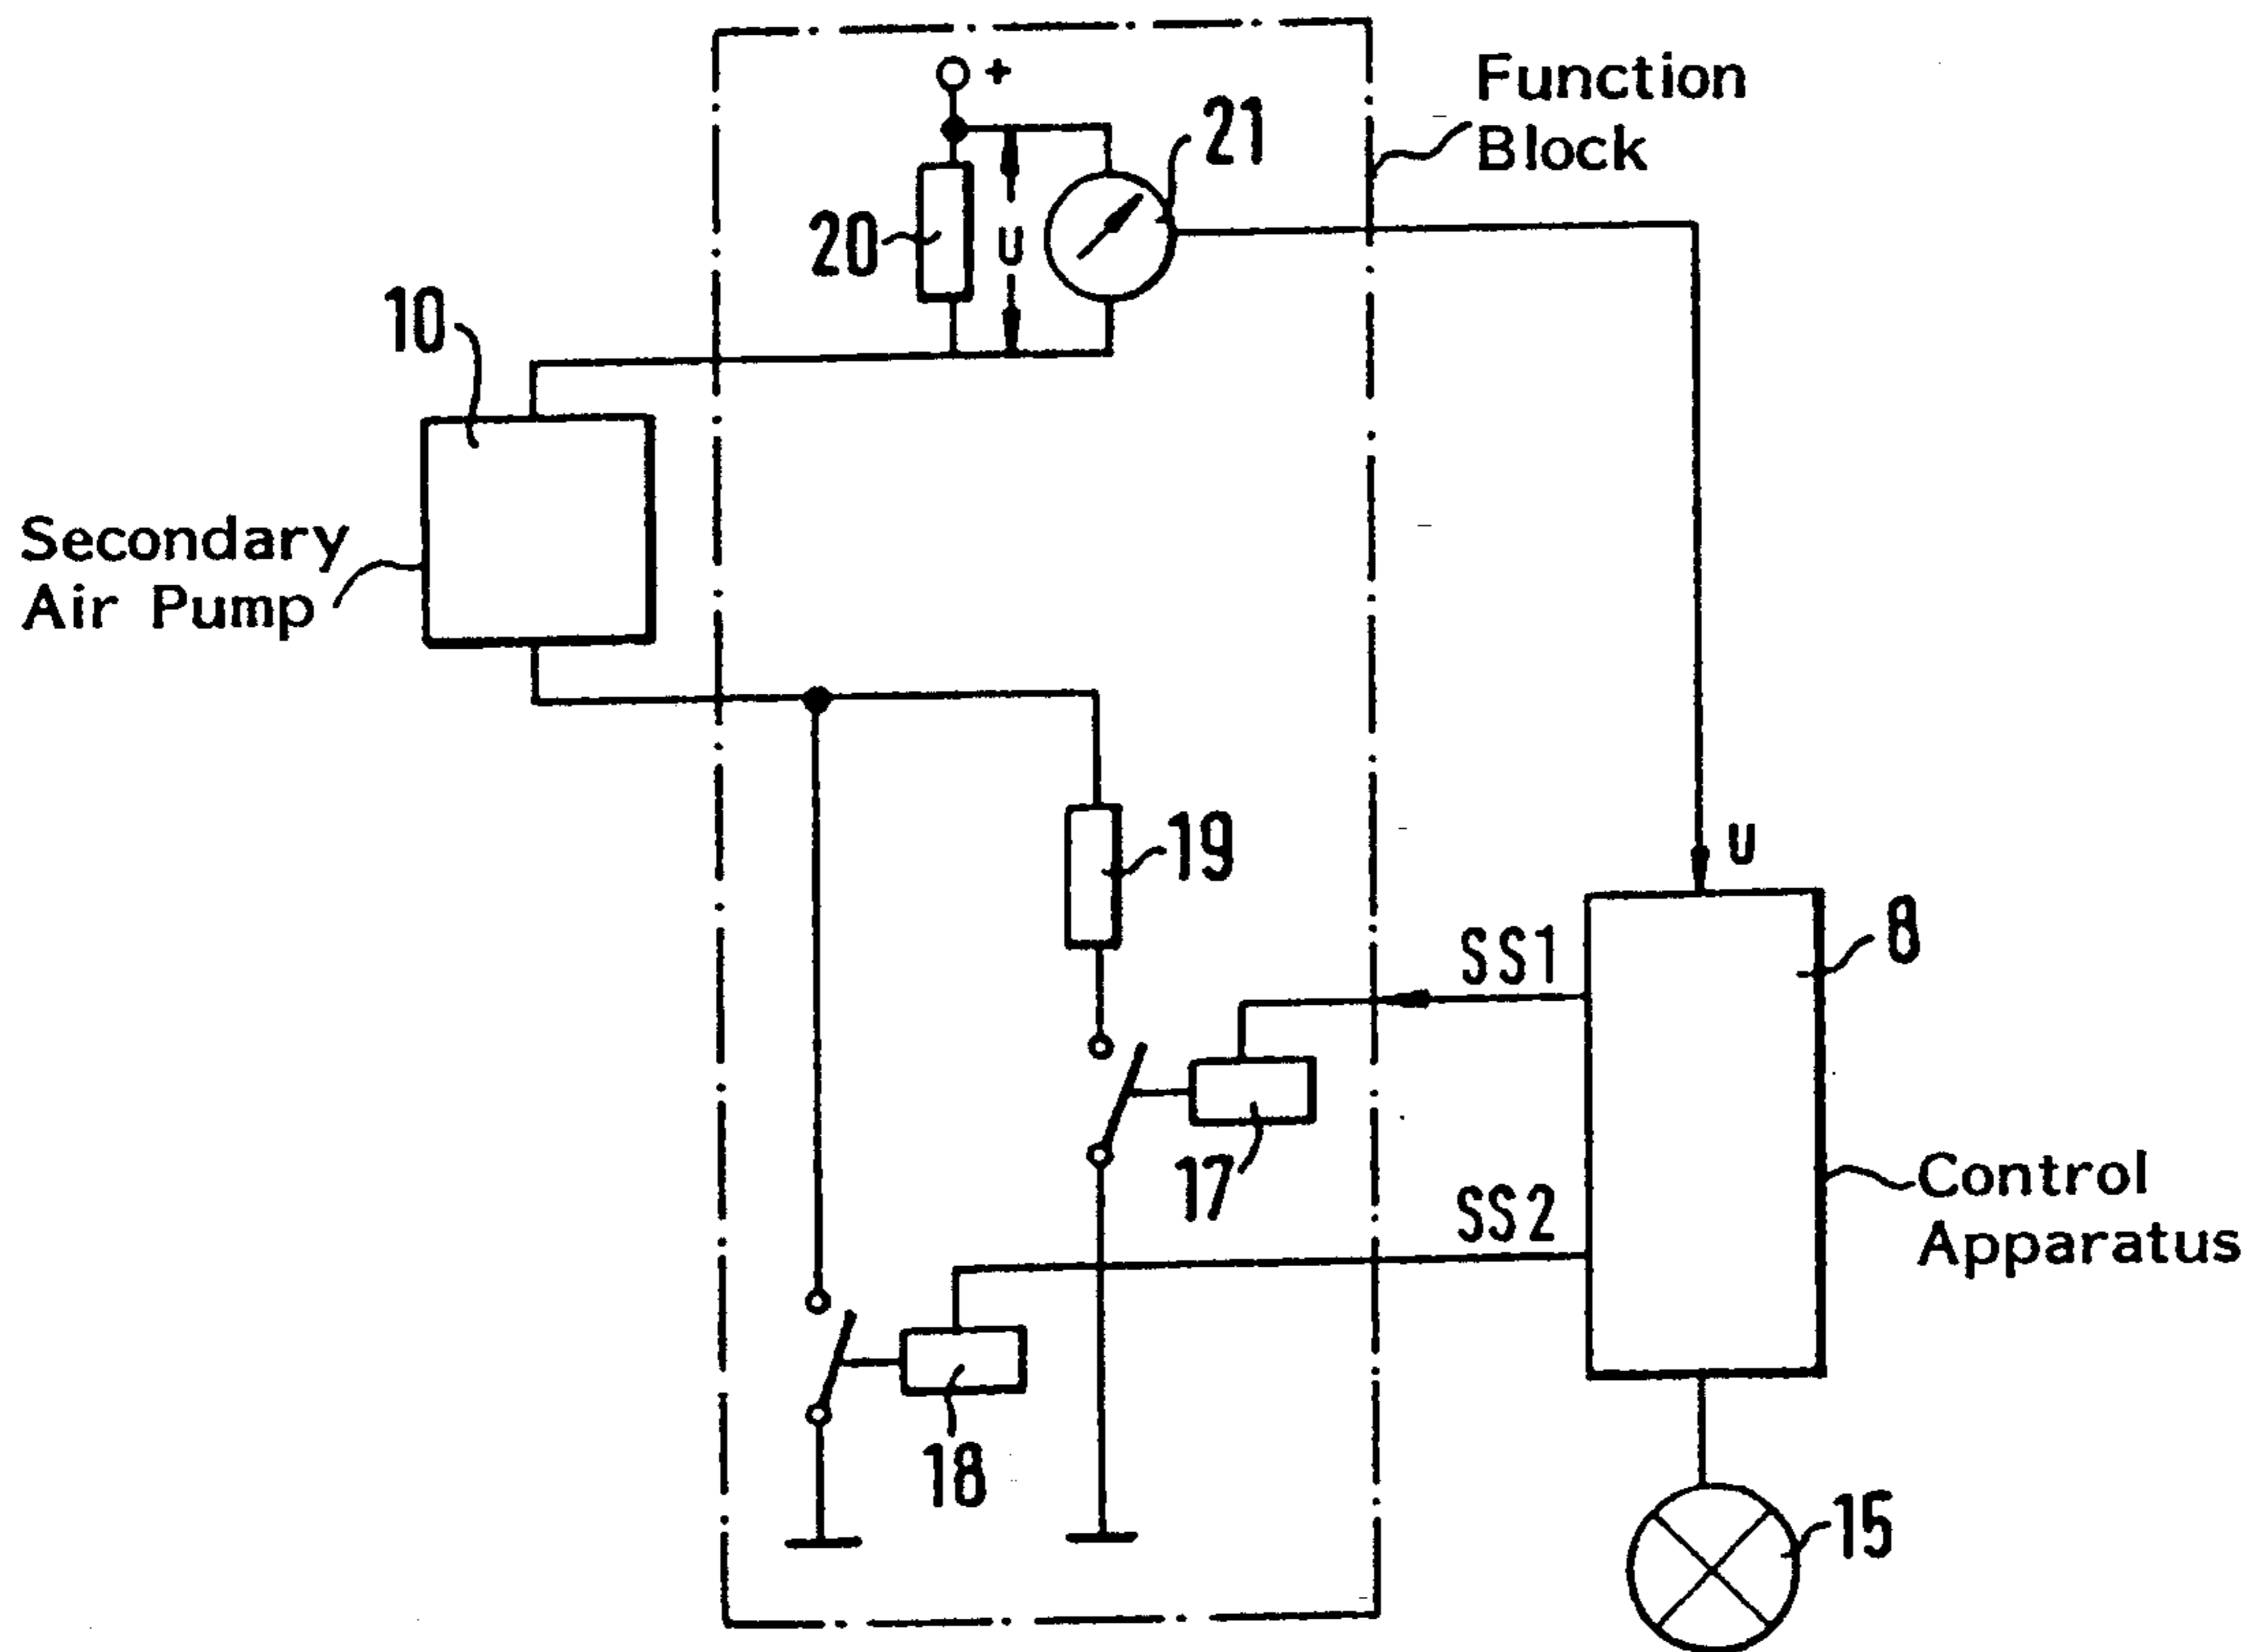 +
Function
Block
21
20
U
10
Secondary
Air Pump
19
U
8
SS1
17
SS2
Control
Apparatus
18
15